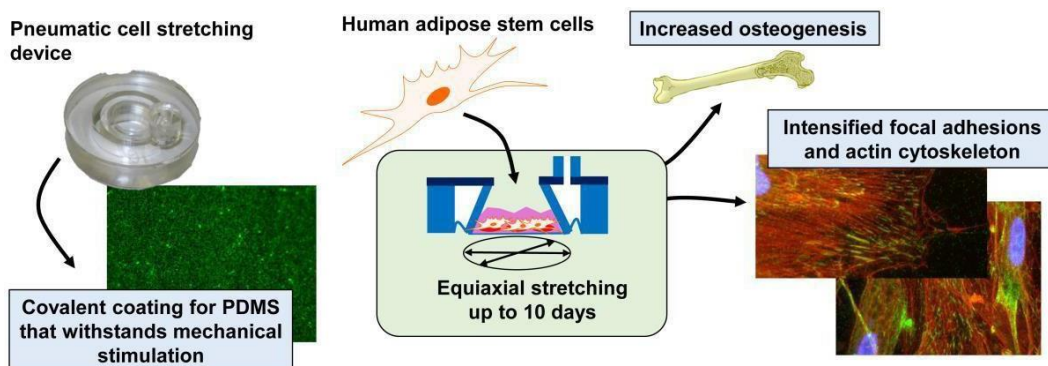 Pneumatic cell stretching
device
Covalent coating for PDMS
that withstands mechanical
stimulation
Human adipose stem cells
Equiaxial stretching
up to 10 days
Increased osteogenesis
Intensified focal adhesions
and actin cytoskeleton